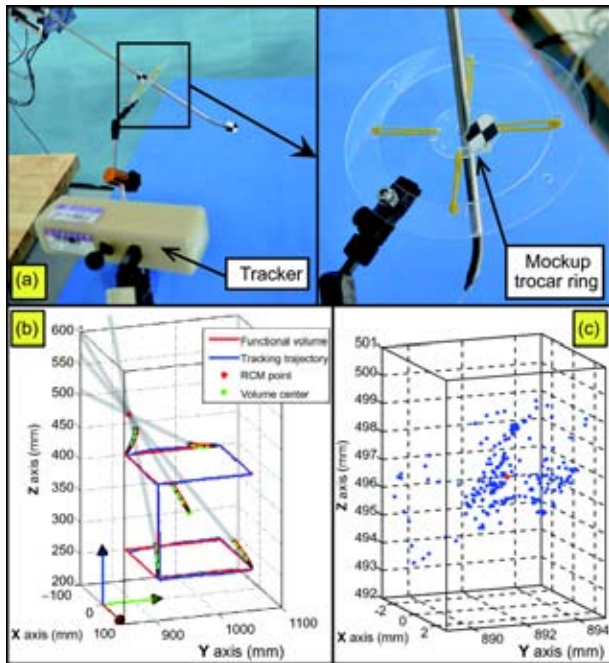 (a)
Tracker
Mockup
trocar ring
(b)
600
550
500
450
400
350
300
250
200
Z axis (mm)
Functional volume
Tracking trajectory
RCM point
Volume center
-100
0
100
X axis (mm)
900
1000
1100
Y axis (mm)
(c)
501
500
499
498
497
496
495
494
493
492
Z axis (mm)
-2
0
2
X axis (mm)
890
892
894
Y axis (mm)